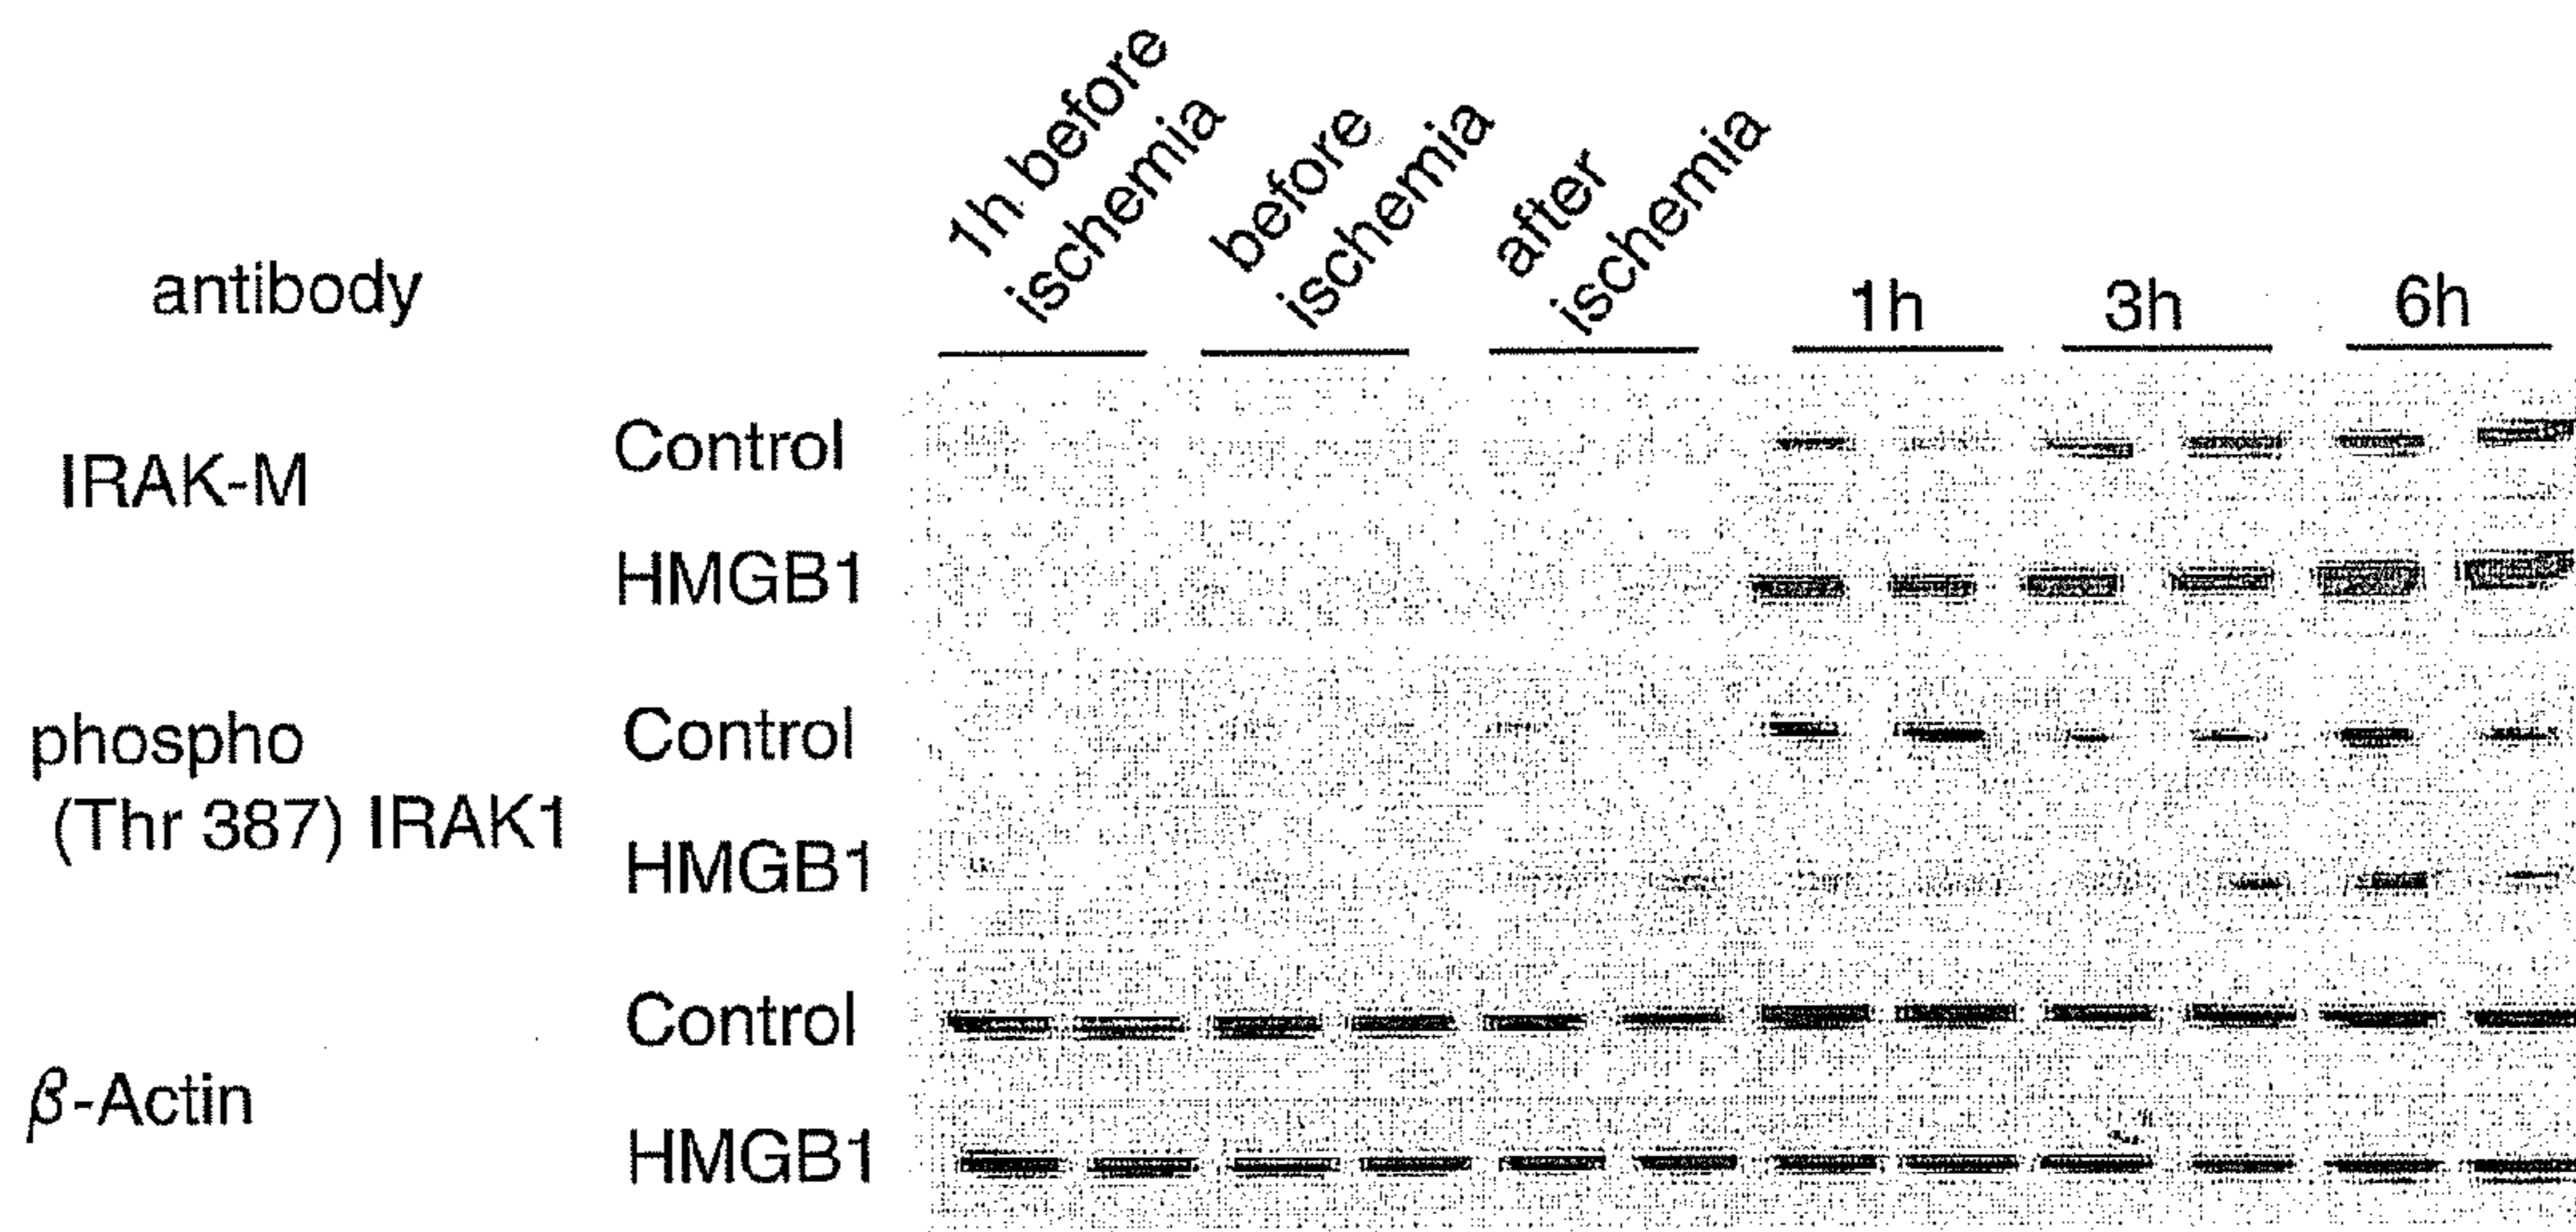 1h before
ischemia
before
ischemia
after
ischemia
antibody
1h
3h
6h
IRAK-M
Control
HMGB1
phospho
(Thr 387) IRAK1
Control
HMGB1
β-Actin
Control
HMGB1